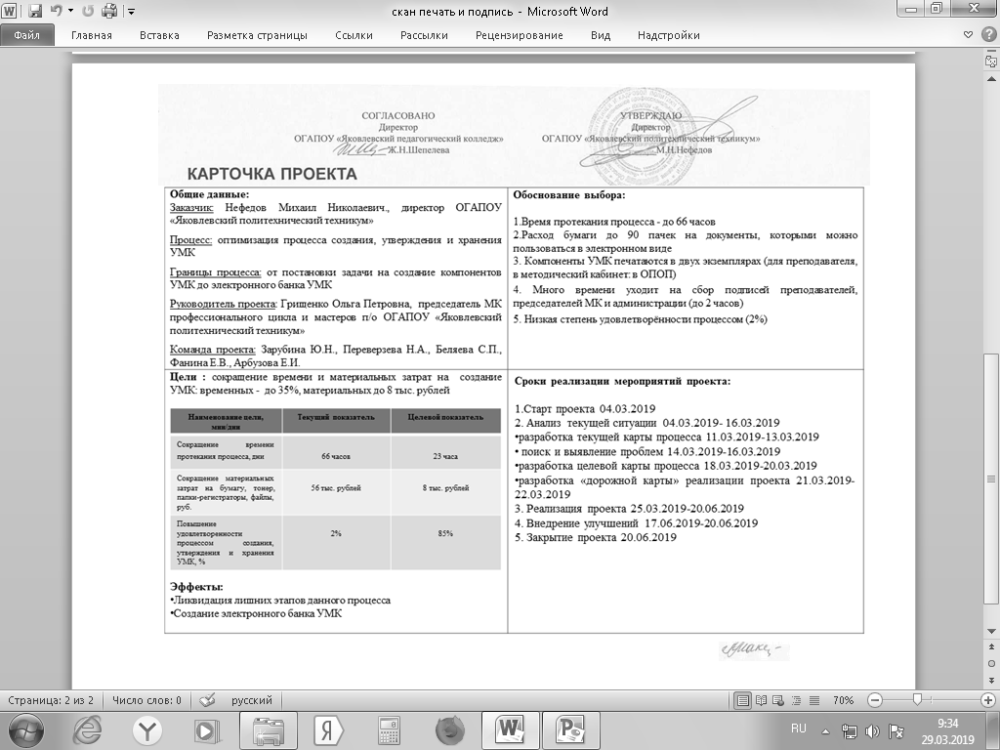 скан печать и подпись - Microsoft Word
Файл Главная Вставка Разметка страницы Ссылки Рассылки Рецензирование Вид Надстройки
СОГЛАСОВАНО
Директор
ОГАПОУ «Яковлевский педагогический колледж»
Ж.Н.Шепелева
УТВЕРЖДАЮ
Директор
ОГАПОУ «Яковлевский политехнический техникум»
М.Н.Нефедов
КАРТОЧКА ПРОЕКТА
Общие данные:
Заказчик: Нефедов Михаил Николаевич., директор ОГАПОУ
«Яковлевский политехнический техникум»
Процесс: оптимизация процесса создания, утверждения и хранения
УМК
Границы процесса: от постановки задачи на создание компонентов
УМК до электронного банка УМК
Руководитель проекта: Гришенко Ольга Петровна, председатель МК
профессионального цикла и мастеров п/о ОГАПОУ «Яковлевский
политехнический техникум»
Команда проекта: Зарубина Ю.Н., Переверзева Н.А., Беляева С.П.,
Фанина Е.В., Арбузова Е.И.
Обоснование выбора:
1.Время протекания процесса - до 66 часов
2.Расход бумаги до 90 пачек на документы, которыми можно
пользоваться в электронном виде
3. Компоненты УМК печатаются в двух экземплярах (для преподавателя,
в методический кабинет: в ОПОП)
4. Много времени уходит на сбор подписей преподавателей,
председателей МК и администрации (до 2 часов)
5. Низкая степень удовлетворённости процессом (2%)
Цели : сокращение времени и материальных затрат на создание
УМК: временных - до 35%, материальных до 8 тыс. рублей
Наименование цели, Текущий показатель Целевой показатель
мин/дни
Сокращение времени
протекания процесса, дни 66 часов 23 часа
Сокращение материальных
затрат на бумагу, тонер, 56 тыс. рублей 8 тыс. рублей
папки-регистраторы, файлы,
руб.
Повышение
удовлетворенности 2% 85%
процессом создания,
утверждения и хранения
УМК, %
Эффекты:
•Ликвидация лишних этапов данного процесса
•Создание электронного банка УМК
Сроки реализации мероприятий проекта:
1.Старт проекта 04.03.2019
2. Анализ текущей ситуации 04.03.2019- 16.03.2019
•разработка текущей карты процесса 11.03.2019-13.03.2019
• поиск и выявление проблем 14.03.2019-16.03.2019
•разработка целевой карты процесса 18.03.2019-20.03.2019
•разработка «дорожной карты» реализации проекта 21.03.2019-
22.03.2019
3. Реализация проекта 25.03.2019-20.06.2019
4. Внедрение улучшений 17.06.2019-20.06.2019
5. Закрытие проекта 20.06.2019
Страница: 2 из 2 Число слов: 0 русский 70%
RU 9:34
29.03.2019